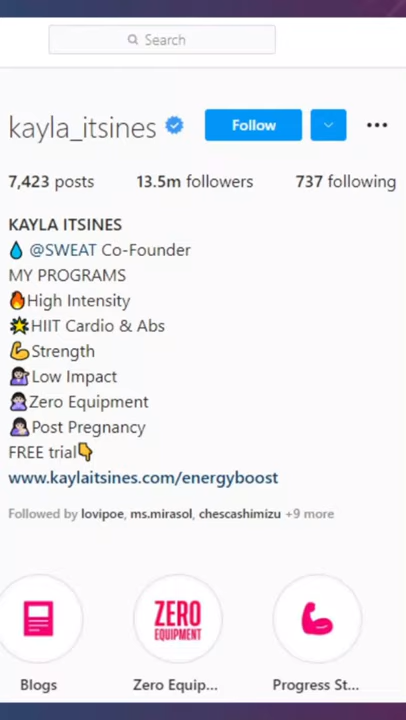 Search
kayla_itsines Follow
7,423 posts 13.5m followers 737 following
KAYLA ITSINES
💧 @SWEAT Co-Founder
MY PROGRAMS
🔥High Intensity
🌟HIIT Cardio & Abs
💪Strength
🙆🏻‍♀️Low Impact
🙎🏻‍♀️Zero Equipment
🤱🏻Post Pregnancy
FREE trial👇
www.kaylaitsines.com/energyboost
Followed by lovipoe, ms.mirasol, chescashimizu +9 more
ZERO
EQUIPMENT
Blogs Zero Equip... Progress St...